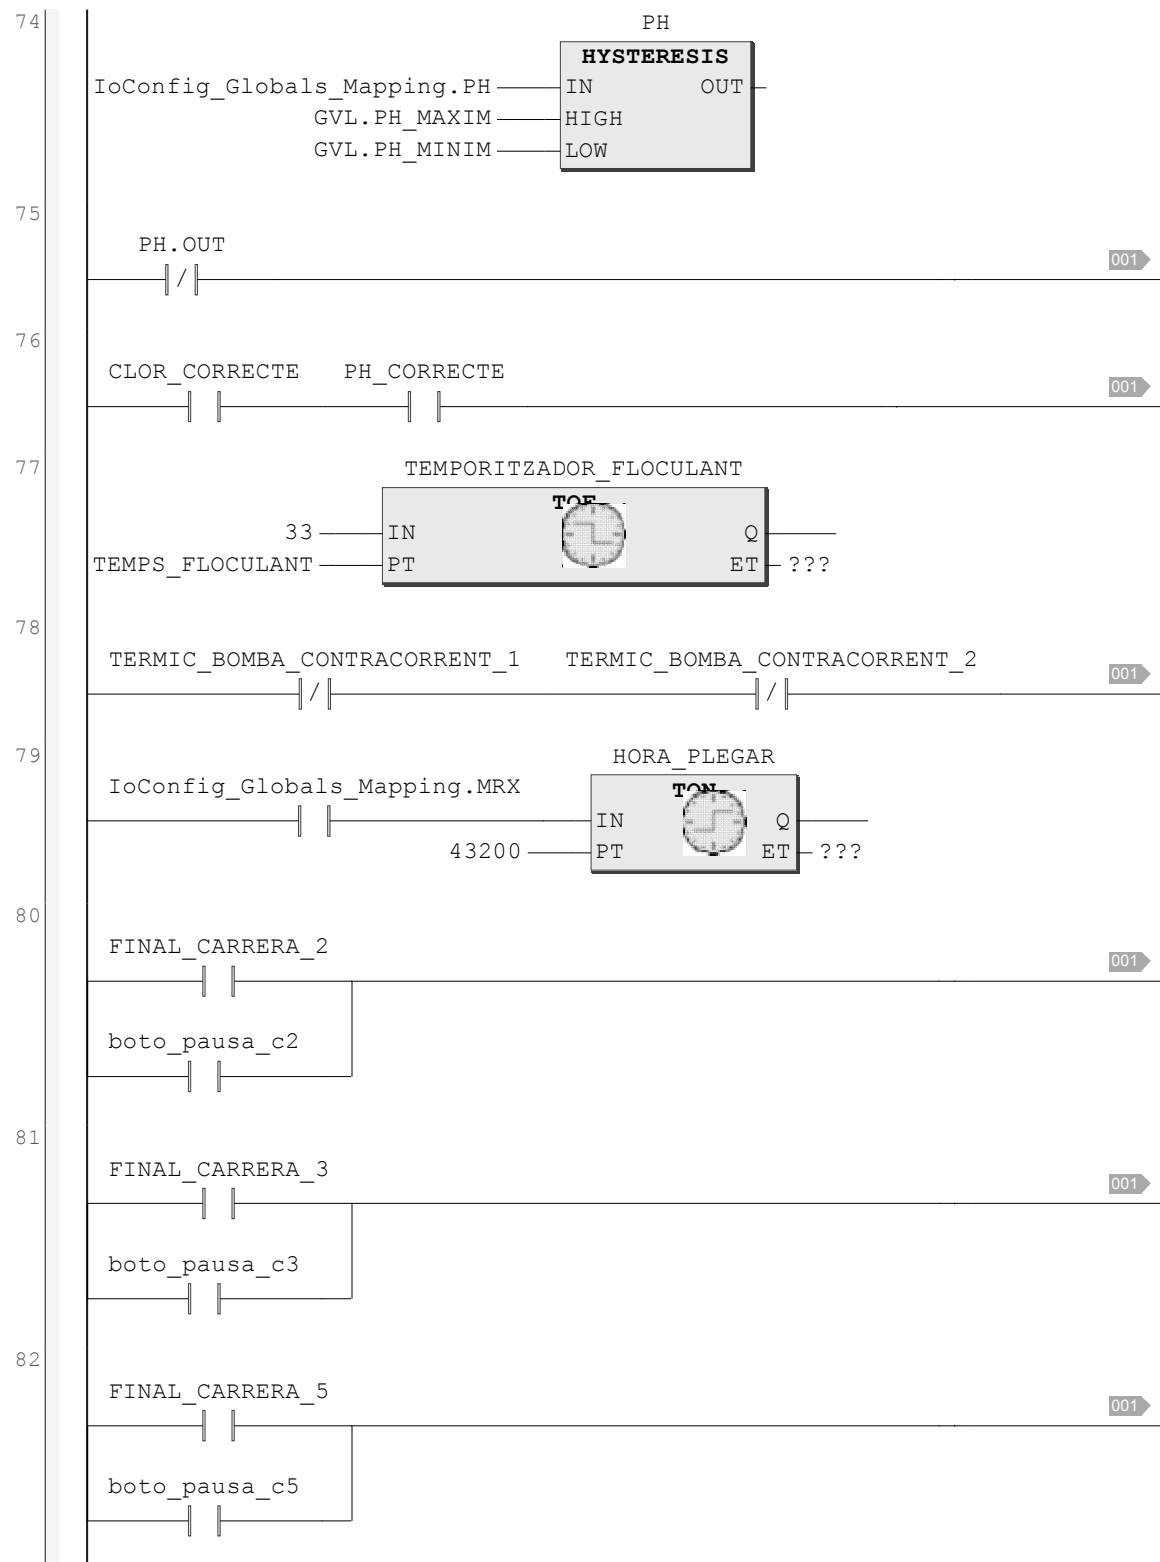 74
PH
HYSTERESIS
IoConfig_Globals_Mapping.PH IN OUT
GVL.PH_MAXIM HIGH
GVL.PH_MINIM LOW
75
PH.OUT
001
/
76
CLOR_CORRECTE PH_CORRECTE
001
77
TEMPORITZADOR_FLOCULANT
TOF
33 IN Q
TEMPS_FLOCULANT PT ET ???
78
TERMIC_BOMBA_CONTRACORRENT_1 TERMIC_BOMBA_CONTRACORRENT_2
001
/ /
79
HORA_PLEGAR
IoConfig_Globals_Mapping.MRX TON
IN Q
43200 PT ET ???
80
FINAL_CARRERA_2
001
boto_pausa_c2
81
FINAL_CARRERA_3
001
boto_pausa_c3
82
FINAL_CARRERA_5
001
boto_pausa_c5